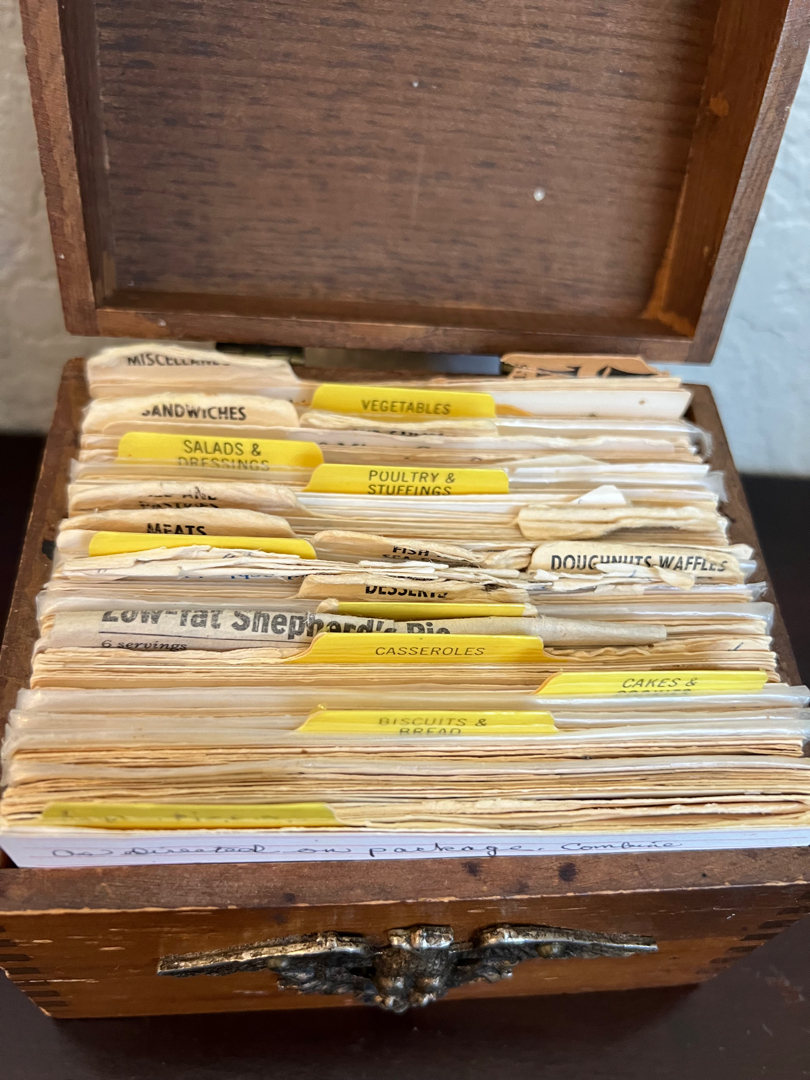 VEGETABLES
SANDWICHES
SALADS &
DRESSINGS
POULTRY &
STUFFINGS
AND
MEATS
FISH
DOUGHNUTS WAFFLES
DESSERTS
Low-fat Shepherd's Pie
6 servings
CASSEROLES
CAKES &
BISCUITS &
BREAD
as directed on package. Combine